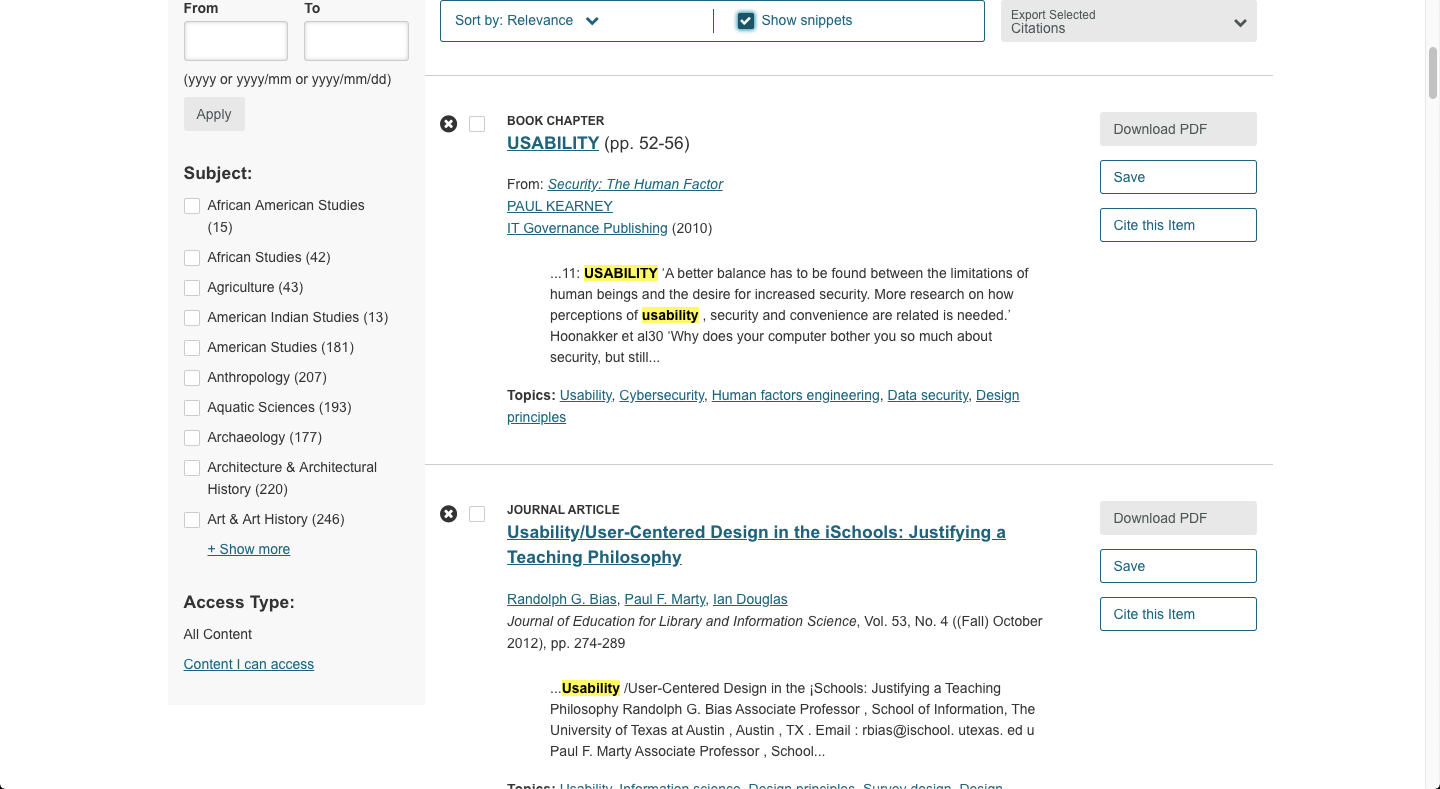 From To
(yyyy or yyyy/mm or yyyy/mm/dd)
Apply
Subject:
African American Studies
(15)
African Studies (42)
Agriculture (43)
American Indian Studies (13)
American Studies (181)
Anthropology (207)
Aquatic Sciences (193)
Archaeology (177)
Architecture & Architectural
History (220)
Art & Art History (246)
+ Show more
Access Type:
All Content
Content I can access
Sort by: Relevance
Show snippets
Export Selected
Citations
BOOK CHAPTER
USABILITY (pp. 52-56)
From: Security: The Human Factor
PAUL KEARNEY
IT Governance Publishing (2010)
...11: USABILITY ‘A better balance has to be found between the limitations of
human beings and the desire for increased security. More research on how
perceptions of usability , security and convenience are related is needed.’
Hoonakker et al30 ‘Why does your computer bother you so much about
security, but still...
Topics: Usability, Cybersecurity, Human factors engineering, Data security, Design
principles
Download PDF
Save
Cite this Item
JOURNAL ARTICLE
Usability/User-Centered Design in the iSchools: Justifying a
Teaching Philosophy
Randolph G. Bias, Paul F. Marty, Ian Douglas
Journal of Education for Library and Information Science, Vol. 53, No. 4 ((Fall) October
2012), pp. 274-289
...Usability /User-Centered Design in the ¡Schools: Justifying a Teaching
Philosophy Randolph G. Bias Associate Professor , School of Information, The
University of Texas at Austin , Austin , TX . Email : rbias@ischool. utexas. ed u
Paul F. Marty Associate Professor , School...
Topics: Usability, Information science, Design principles, Survey design, Design
Download PDF
Save
Cite this Item